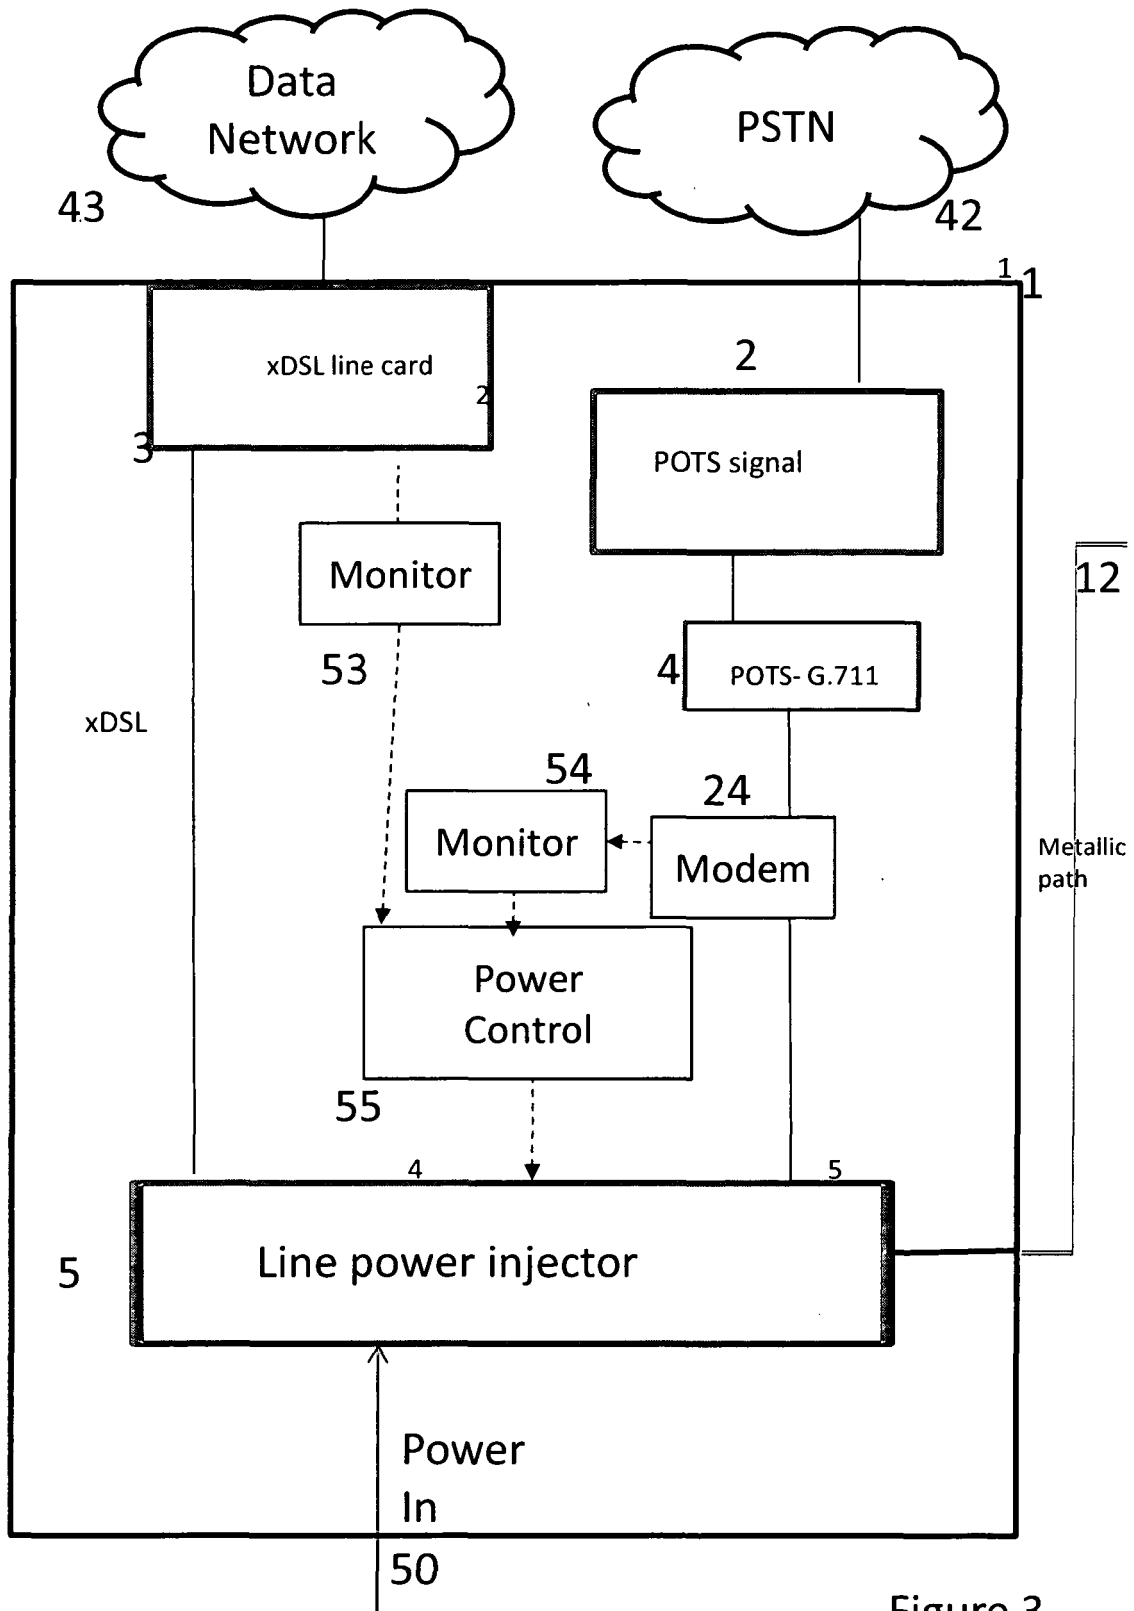 Data
Network
PSTN
43
42
1
1
xDSL line card
2
3
2
POTS signal
Monitor
12
53
4
POTS- G.711
xDSL
54
24
Monitor
Modem
Metallic
path
Power
Control
55
4
5
5
Line power injector
Power
In
50
Figure 3